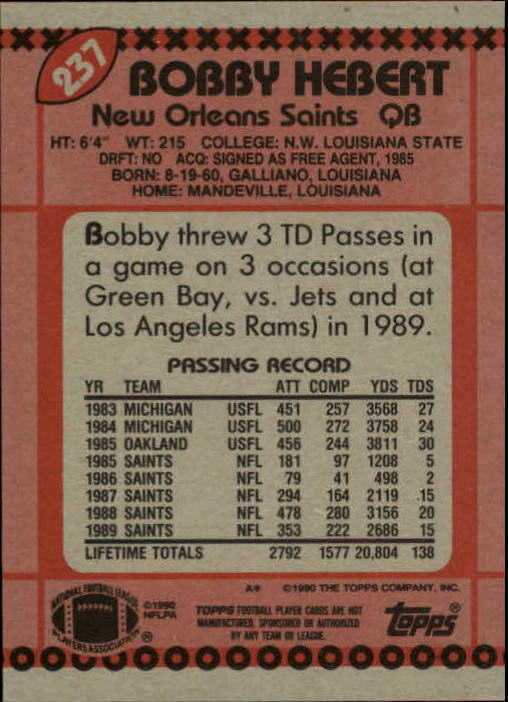 237
BOBBY HEBERT
New Orleans Saints QB
HT: 6'4" WT: 215 COLLEGE: N.W. LOUISIANA STATE
DRFT: NO ACQ: SIGNED AS FREE AGENT, 1985
BORN: 8-19-60, GALLIANO, LOUISIANA
HOME: MANDEVILLE, LOUISIANA
Bobby threw 3 TD Passes in
a game on 3 occasions (at
Green Bay, vs. Jets and at
Los Angeles Rams) in 1989.
PASSING RECORD
YR TEAM ATT COMP YDS TDS
1983 MICHIGAN USFL 451 257 3568 27
1984 MICHIGAN USFL 500 272 3758 24
1985 OAKLAND USFL 456 244 3811 30
1985 SAINTS NFL 181 97 1208 5
1986 SAINTS NFL 79 41 498 2
1987 SAINTS NFL 294 164 2119 15
1988 SAINTS NFL 478 280 3156 20
1989 SAINTS NFL 353 222 2686 15
LIFETIME TOTALS 2792 1577 20,804 138
A* ©1990 THE TOPPS COMPANY, INC.
NATIONAL FOOTBALL LEAGUE
PLAYERS ASSOCIATION ®
©1990
NFLPA
TOPPS FOOTBALL PLAYER CARDS ARE NOT
MANUFACTURED, SPONSORED OR AUTHORIZED
BY ANY TEAM OR LEAGUE.
topps®